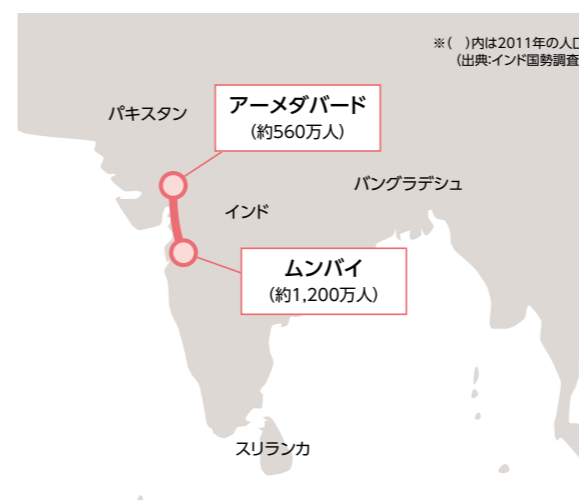 ※(　)内は2011年の人口
(出典:インド国勢調査
アーメダバード
(約560万人)
パキスタン
バングラデシュ
インド
ムンバイ
(約1,200万人)
スリランカ